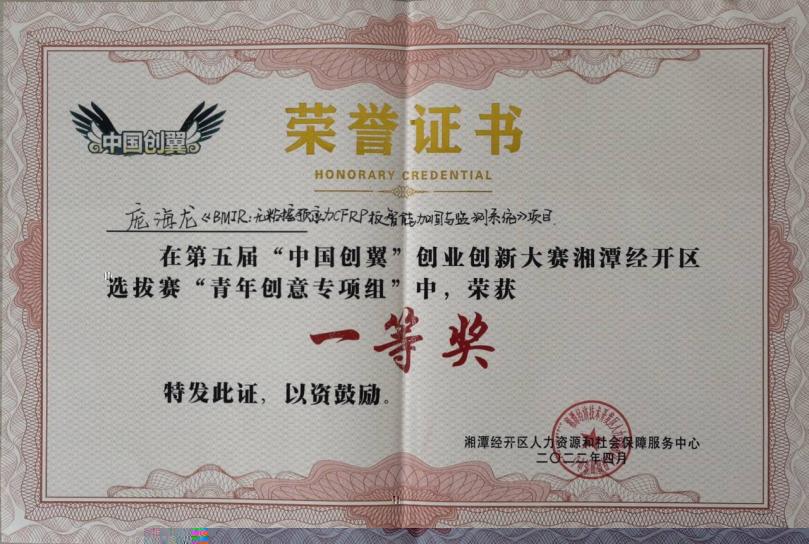 中国创翼
荣誉证书
HONORARY CREDENTIAL
庞海龙《BMIR:无粘结预应力CFRP板智能加固与监测系统》项目
在第五届“中国创翼”创业创新大赛湘潭经开区
选拔赛“青年创意专项组”中，荣获
一等奖
特发此证，以资鼓励。
湘潭经开区人力资源和社会保障服务中心
二〇二二年四月